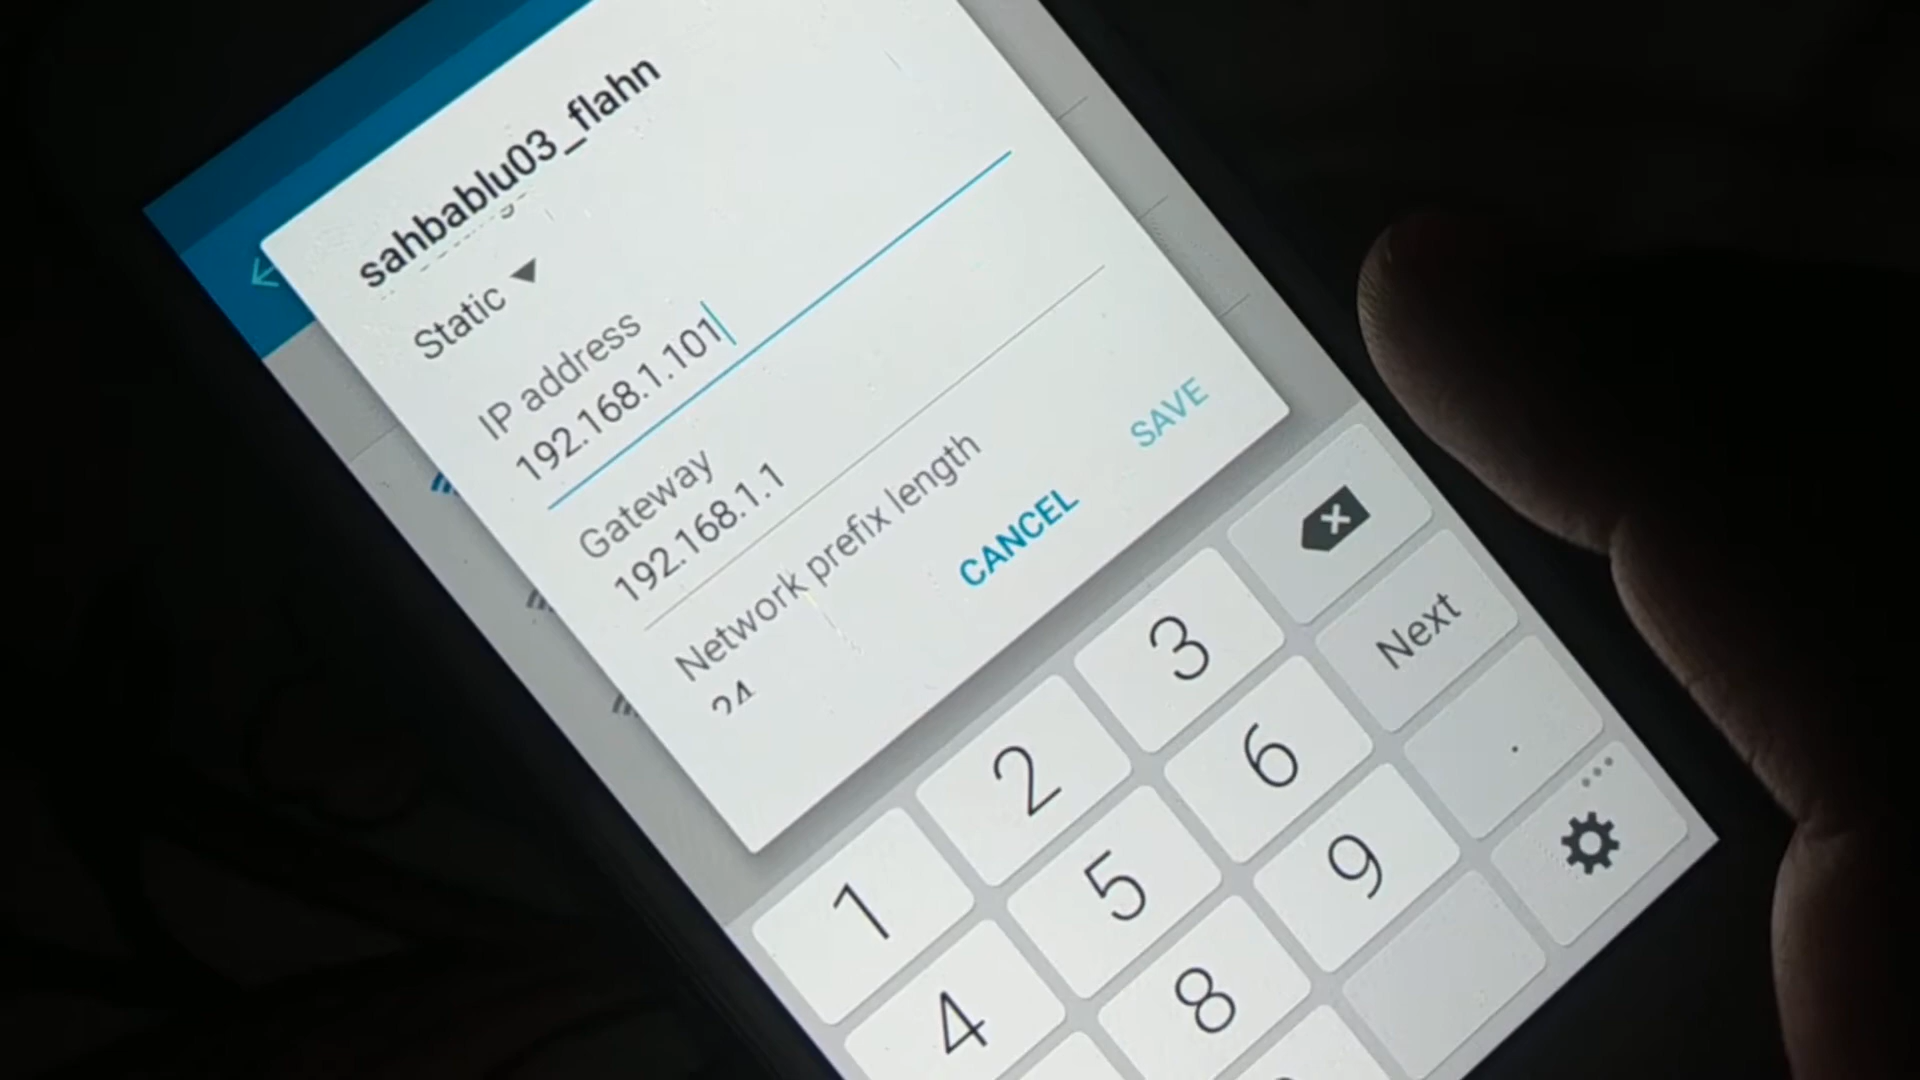 sahbablu03_flahn
Static
IP address
192.168.1.101
Gateway
192.168.1.1
Network prefix length
24
CANCEL SAVE
1 2 3
4 5 6 Next
8 9 .